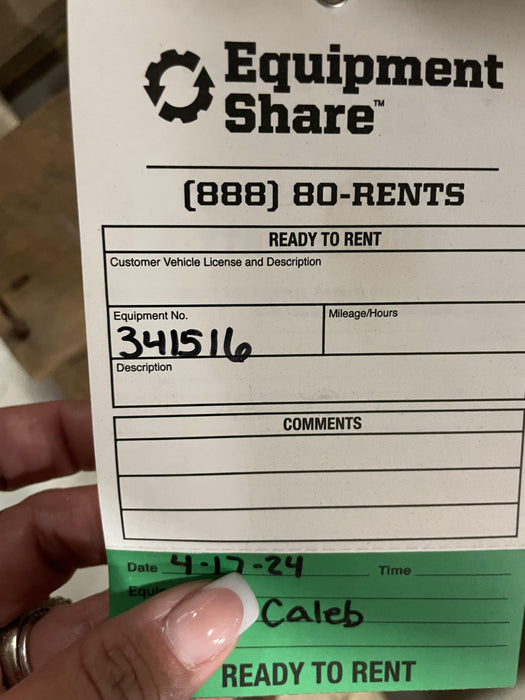 Equipment
Share™
(888) 80-RENTS
READY TO RENT
Customer Vehicle License and Description
Equipment No.
Mileage/Hours
341516
Description
COMMENTS
Date 4-17-24 Time
Caleb
READY TO RENT